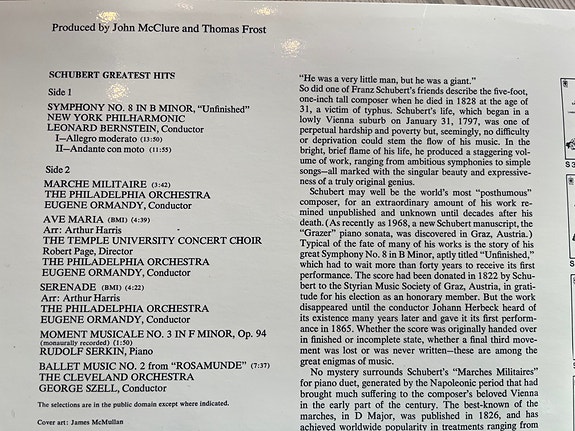 Produced by John McClure and Thomas Frost
SCHUBERT GREATEST HITS
Side 1
SYMPHONY NO. 8 IN B MINOR, "Unfinished"
NEW YORK PHILHARMONIC
LEONARD BERNSTEIN, Conductor
I—Allegro moderato (13:50)
II—Andante con moto (11:55)
Side 2
MARCHE MILITAIRE (3:42)
THE PHILADELPHIA ORCHESTRA
EUGENE ORMANDY, Conductor
AVE MARIA (BMI) (4:39)
Arr: Arthur Harris
THE TEMPLE UNIVERSITY CONCERT CHOIR
Robert Page, Director
THE PHILADELPHIA ORCHESTRA
EUGENE ORMANDY, Conductor
SERENADE (BMI) (4:22)
Arr: Arthur Harris
THE PHILADELPHIA ORCHESTRA
EUGENE ORMANDY, Conductor
MOMENT MUSICALE NO. 3 IN F MINOR, Op. 94
(monaurally recorded) (1:50)
RUDOLF SERKIN, Piano
BALLET MUSIC NO. 2 from "ROSAMUNDE" (7:37)
THE CLEVELAND ORCHESTRA
GEORGE SZELL, Conductor
The selections are in the public domain except where indicated.
Cover art: James McMullan
"He was a very little man, but he was a giant."
So did one of Franz Schubert's friends describe the five-foot,
one-inch tall composer when he died in 1828 at the age of
31, a victim of typhus. Schubert's life, which began in a
lowly Vienna suburb on January 31, 1797, was one of
perpetual hardship and poverty but, seemingly, no difficulty
or deprivation could stem the flow of his music. In the
bright, brief flame of his life, he produced a staggering vol-
ume of work, ranging from ambitious symphonies to simple
songs—all marked with the singular beauty and expressive-
ness of a truly original genius.
Schubert may well be the world's most "posthumous"
composer, for an extraordinary amount of his work re-
mined unpublished and unknown until decades after his
death. (As recently as 1968, a new Schubert manuscript, the
"Grazer" piano sonata, was discovered in Graz, Austria.)
Typical of the fate of many of his works is the story of his
great Symphony No. 8 in B Minor, aptly titled "Unfinished,"
which had to wait more than forty years to receive its first
performance. The score had been donated in 1822 by Schu-
bert to the Styrian Music Society of Graz, Austria, in grati-
tude for his election as an honorary member. But the work
disappeared until the conductor Johann Herbeck heard of
its existence many years later and gave it its first perform-
ance in 1865. Whether the score was originally handed over
in finished or incomplete state, whether a final third move-
ment was lost or was never written—these are among the
great enigmas of music.
No mystery surrounds Schubert's "Marches Militaires"
for piano duet, generated by the Napoleonic period that had
brought much suffering to the composer's beloved Vienna
in the early part of the century. The best-known of the
marches, in D Major, was published in 1826, and has
achieved worldwide popularity in treatments ranging from